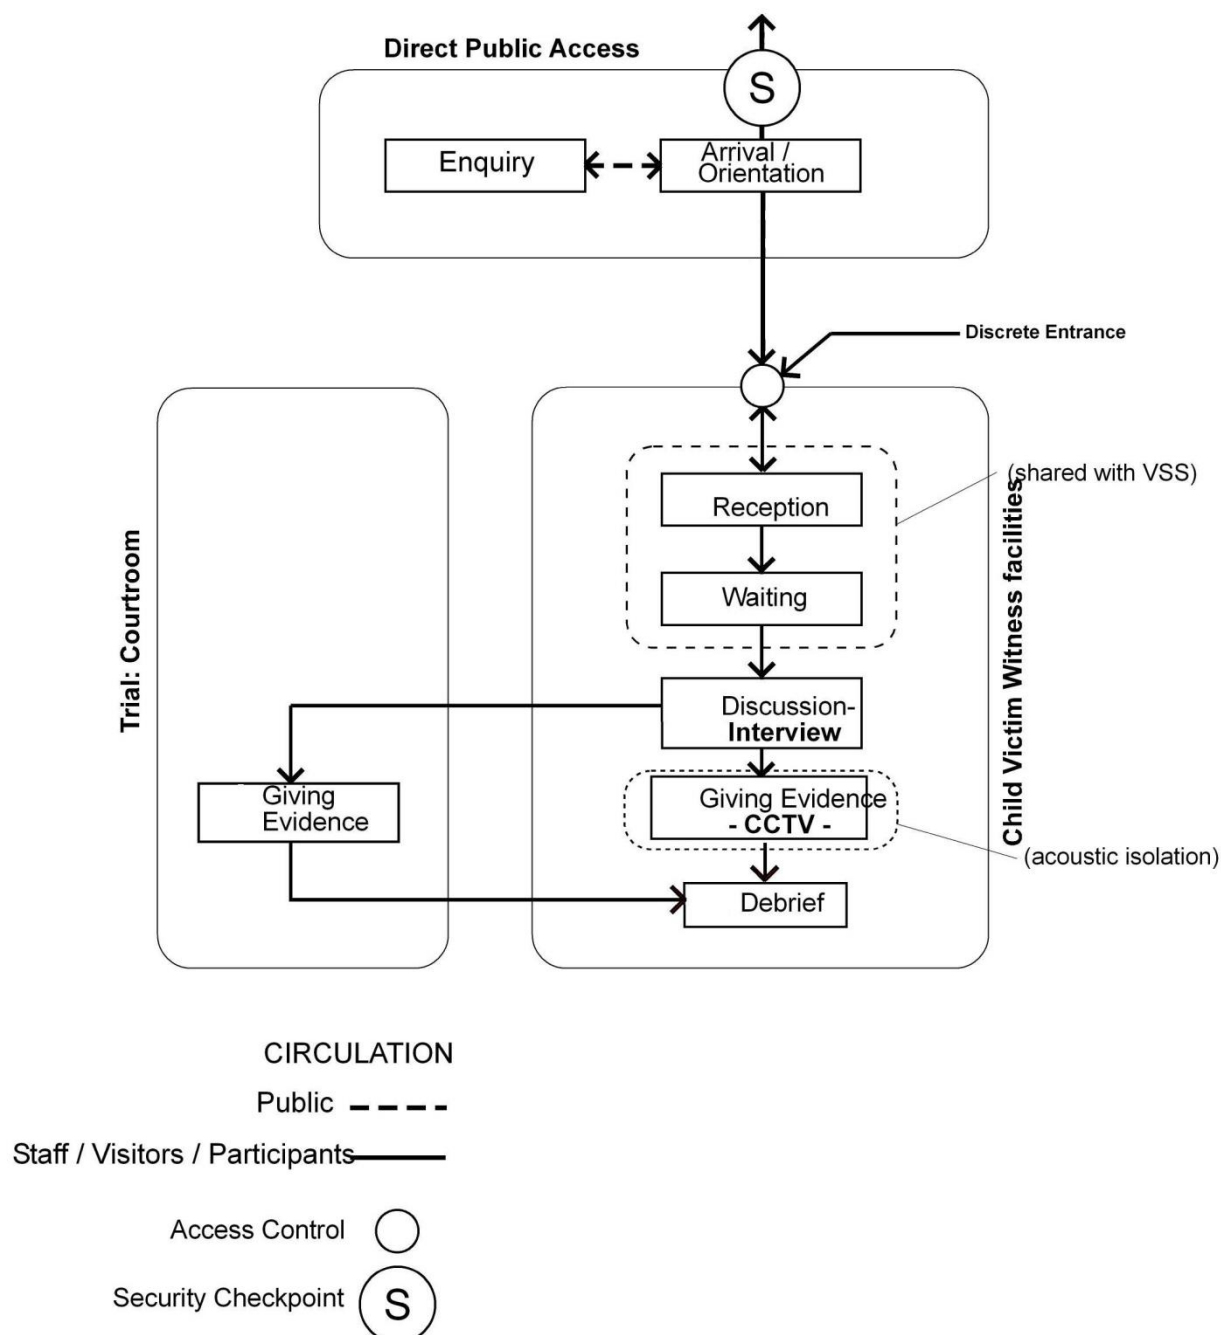 Direct Public Access
S
Enquiry
Arrival /
Orientation
Discrete Entrance
(shared with VSS)
Reception
Waiting
Trial: Courtroom
Child Victim Witness facilities
Discussion-
Interview
Giving
Evidence
Giving Evidence
- CCTV -
(acoustic isolation)
Debrief
CIRCULATION
Public
Staff / Visitors / Participants
Access Control
Security Checkpoint
S